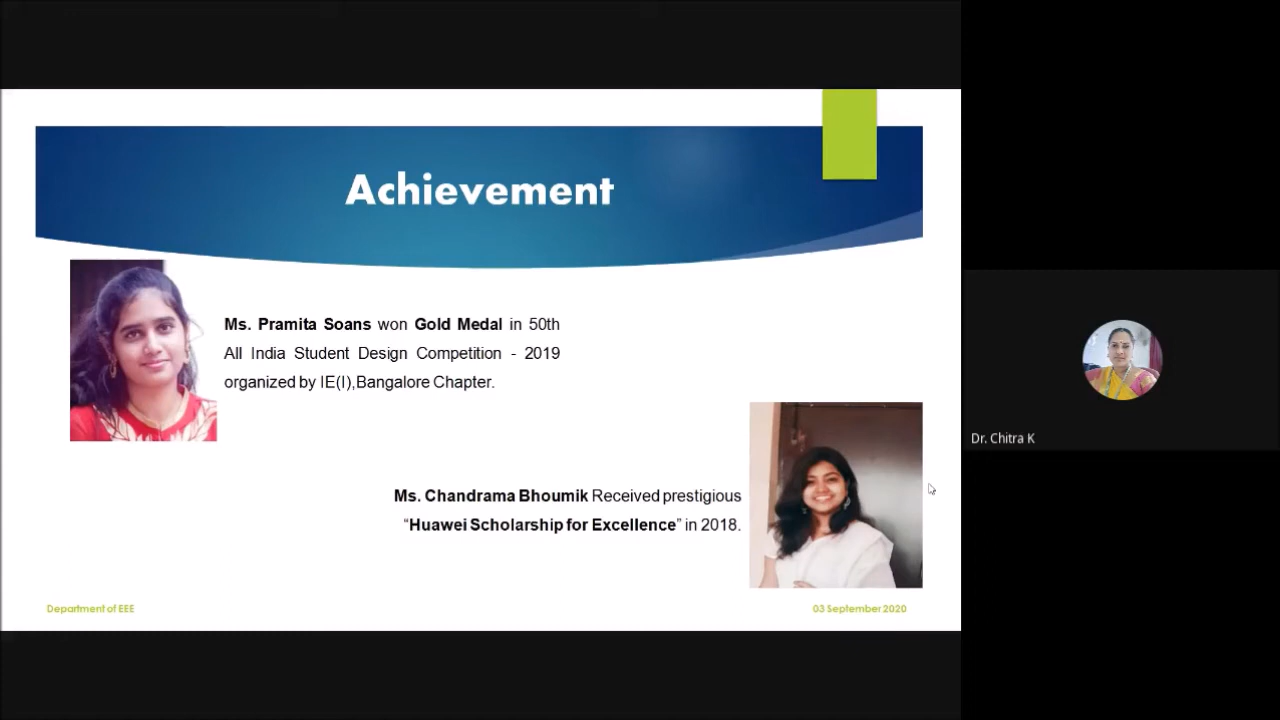 Achievement
Ms. Pramita Soans won Gold Medal in 50th
All India Student Design Competition - 2019
organized by IE(I),Bangalore Chapter.
Ms. Chandrama Bhoumik Received prestigious
“Huawei Scholarship for Excellence” in 2018.
Department of EEE
03 September 2020
Dr. Chitra K